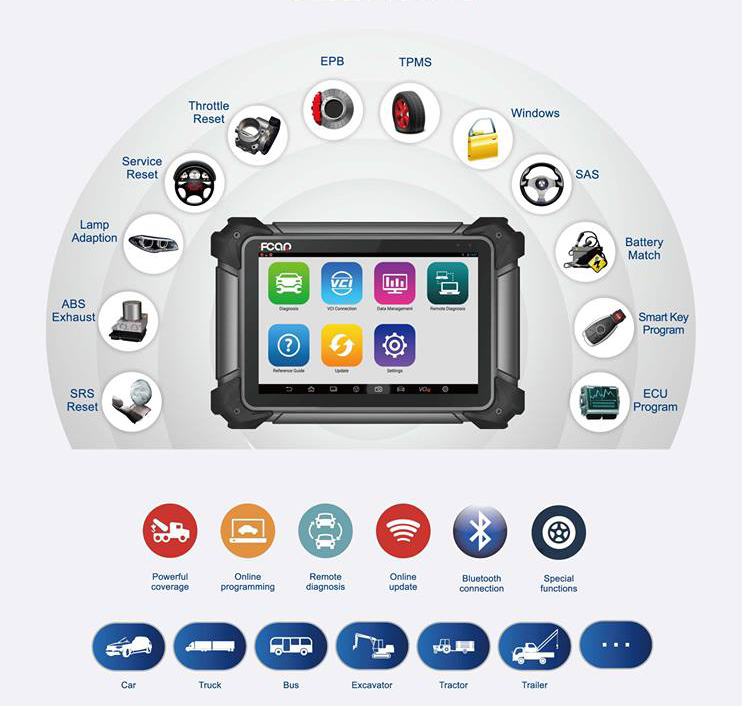 EPB
TPMS
Throttle
Reset
Windows
Service
Reset
SAS
Lamp
Adaption
Battery
Match
ABS
Exhaust
Smart Key
Program
SRS
Reset
ECU
Program
FCAR
Diagnosis
VCI
VCI Connection
Data Management
Remote Diagnosis
?
Reference Guide
Update
Settings
VCI
Powerful
coverage
Online
programming
Remote
diagnosis
Online
update
Bluetooth
connection
Special
functions
Car
Truck
Bus
Excavator
Tractor
Trailer
...